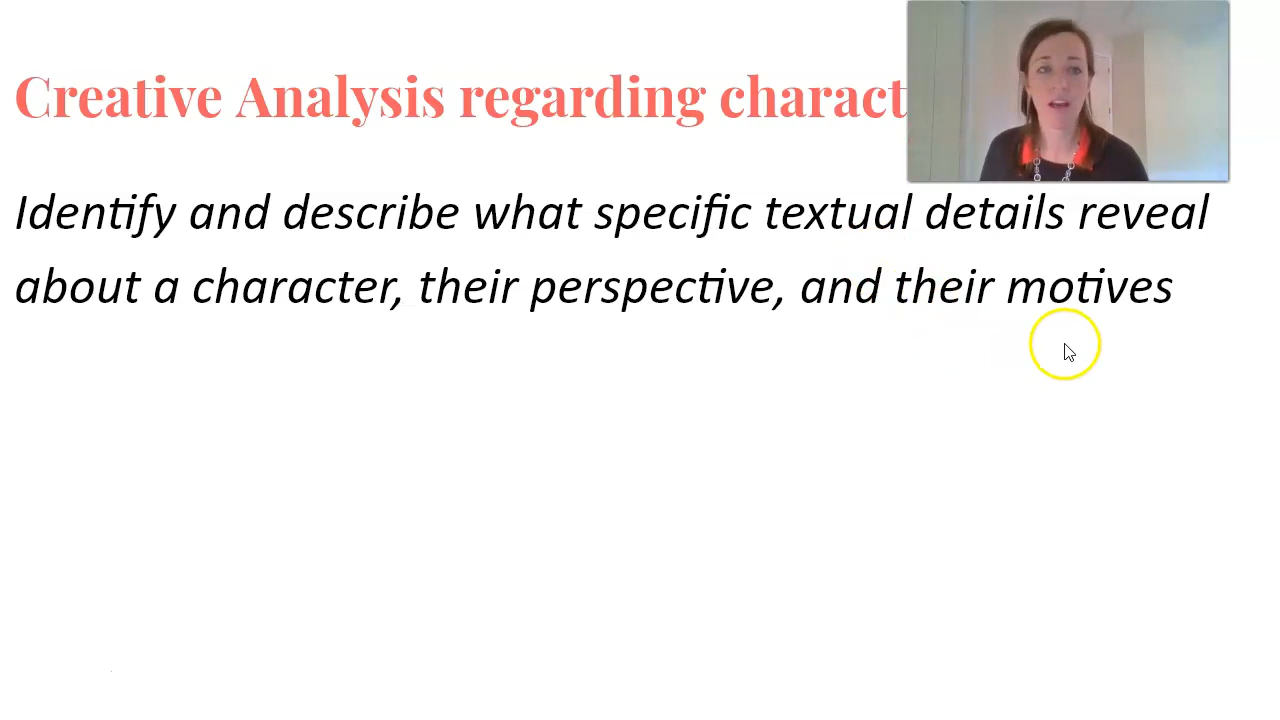 Creative Analysis regarding charact
Identify and describe what specific textual details reveal
about a character, their perspective, and their motives